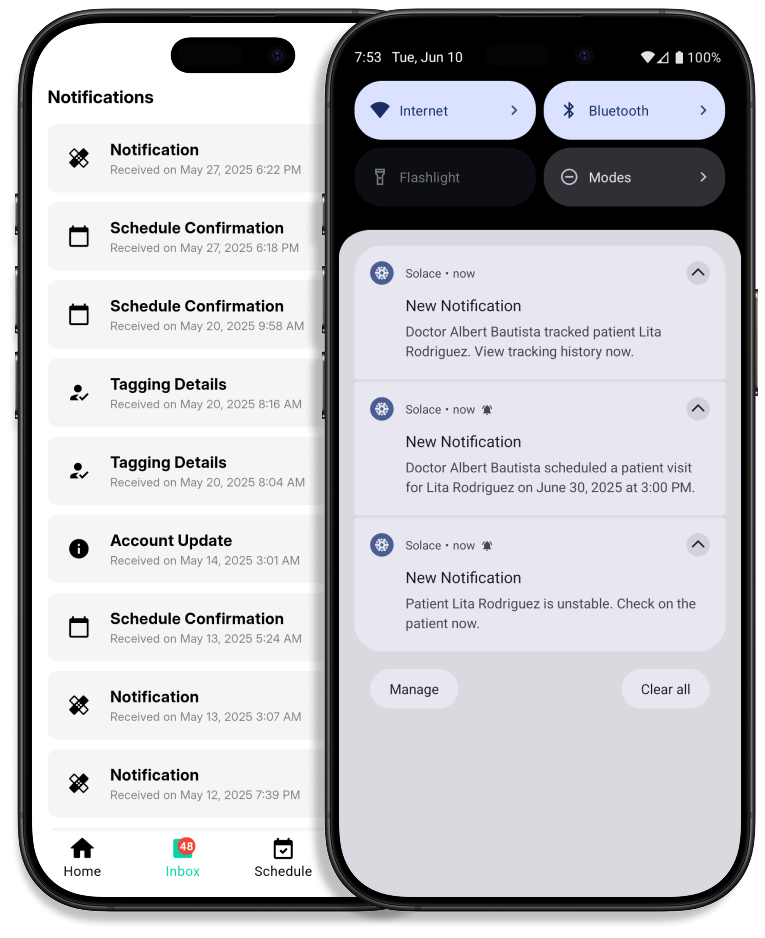 Notifications
Notification
Received on May 27, 2025 6:22 PM
Schedule Confirmation
Received on May 27, 2025 6:18 PM
Schedule Confirmation
Received on May 20, 2025 9:58 AM
Tagging Details
Received on May 20, 2025 8:16 AM
Tagging Details
Received on May 20, 2025 8:04 AM
Account Update
Received on May 14, 2025 3:01 AM
Schedule Confirmation
Received on May 13, 2025 5:24 AM
Notification
Received on May 13, 2025 3:07 AM
Notification
Received on May 12, 2025 7:39 PM
48
Home Inbox Schedule
7:53 Tue, Jun 10 100%
Internet Bluetooth
Flashlight Modes
Solace • now
New Notification
Doctor Albert Bautista tracked patient Lita
Rodriguez. View tracking history now.
Solace • now
New Notification
Doctor Albert Bautista scheduled a patient visit
for Lita Rodriguez on June 30, 2025 at 3:00 PM.
Solace • now
New Notification
Patient Lita Rodriguez is unstable. Check on the
patient now.
Manage Clear all